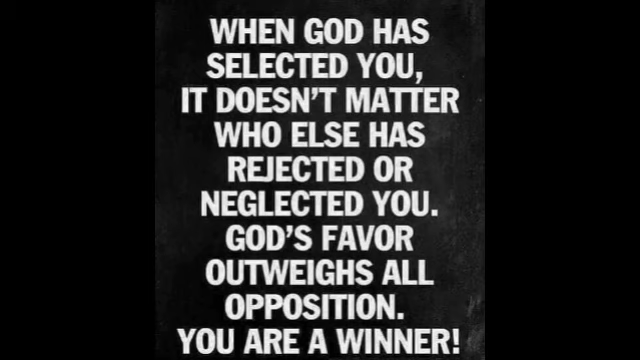 WHEN GOD HAS
SELECTED YOU,
IT DOESN'T MATTER
WHO ELSE HAS
REJECTED OR
NEGLECTED YOU.
GOD'S FAVOR
OUTWEIGHS ALL
OPPOSITION.
YOU ARE A WINNER!